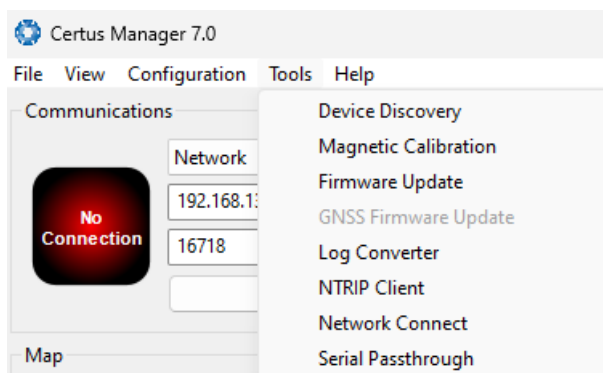 Certus Manager 7.0
File View Configuration Tools Help
Communications
No
Connection
Network
192.168.1
16718
Map
Device Discovery
Magnetic Calibration
Firmware Update
GNSS Firmware Update
Log Converter
NTRIP Client
Network Connect
Serial Passthrough